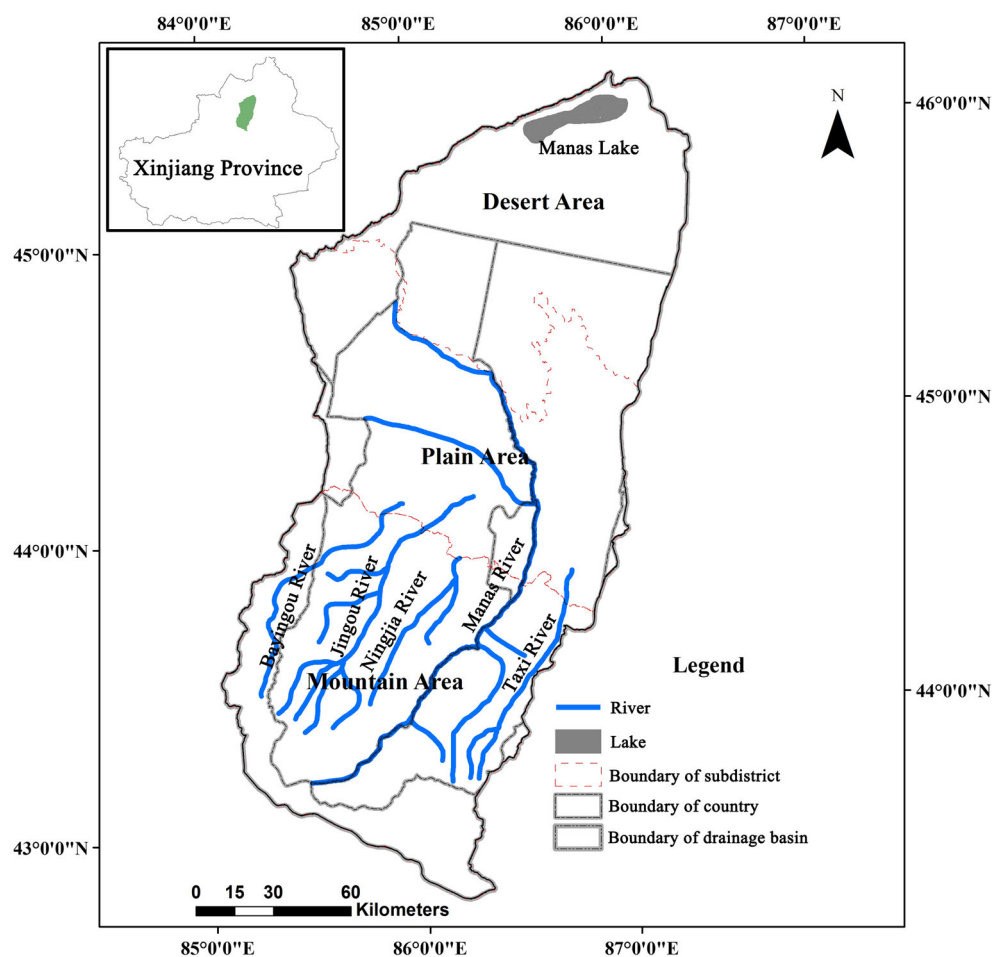 84°0'0"E 85°0'0"E 86°0'0"E 87°0'0"E
N
46°0'0"N
Manas Lake
Xinjiang Province
Desert Area
45°0'0"N
45°0'0"N
Plain Area
44°0'0"N
Bayingou River
Jingou River
Ningjia River
Manas River
Taxi River
Mountain Area
44°0'0"N
Legend
River
Lake
Boundary of subdistrict
Boundary of country
Boundary of drainage basin
43°0'0"N
0 15 30 60
Kilometers
85°0'0"E 86°0'0"E 87°0'0"E